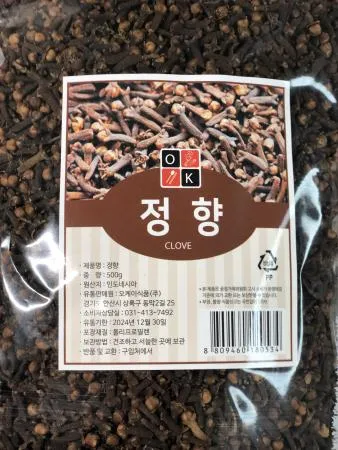 O
K
정향
CLOVE
· 제품명 : 정향
· 중 량 : 500g
· 원산지 : 인도네시아
· 유통판매원 : 오케이식품(주)
경기 안산시 상록구 동막2길 25
소비자상담실 : 031-413-7492
· 유통기한 : 2024년 12월 30일
· 포장재질 : 폴리프로필렌
· 보관방법 : 건조하고 서늘한 곳에 보관
· 반품 및 교환 : 구입처에서
PP
8 809460 180534